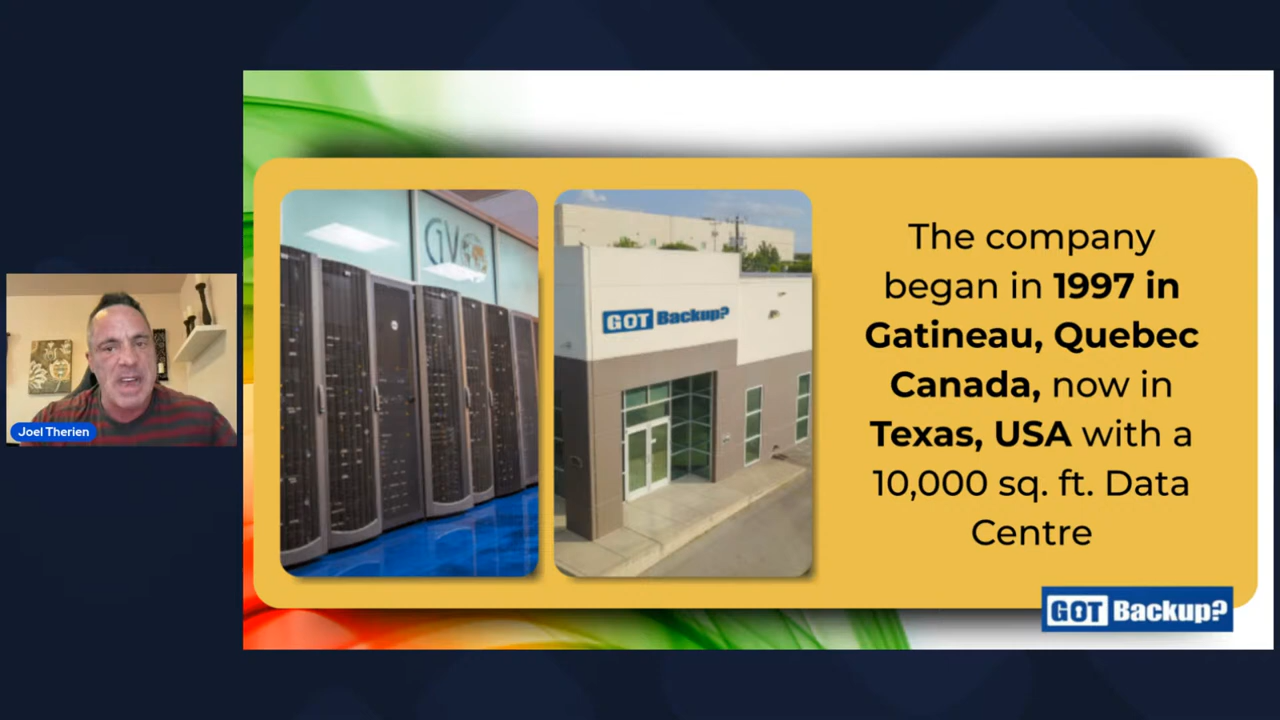 Joel Therien
GV
GOT Backup?
The company
began in 1997 in
Gatineau, Quebec
Canada, now in
Texas, USA with a
10,000 sq. ft. Data
Centre
GOT Backup?